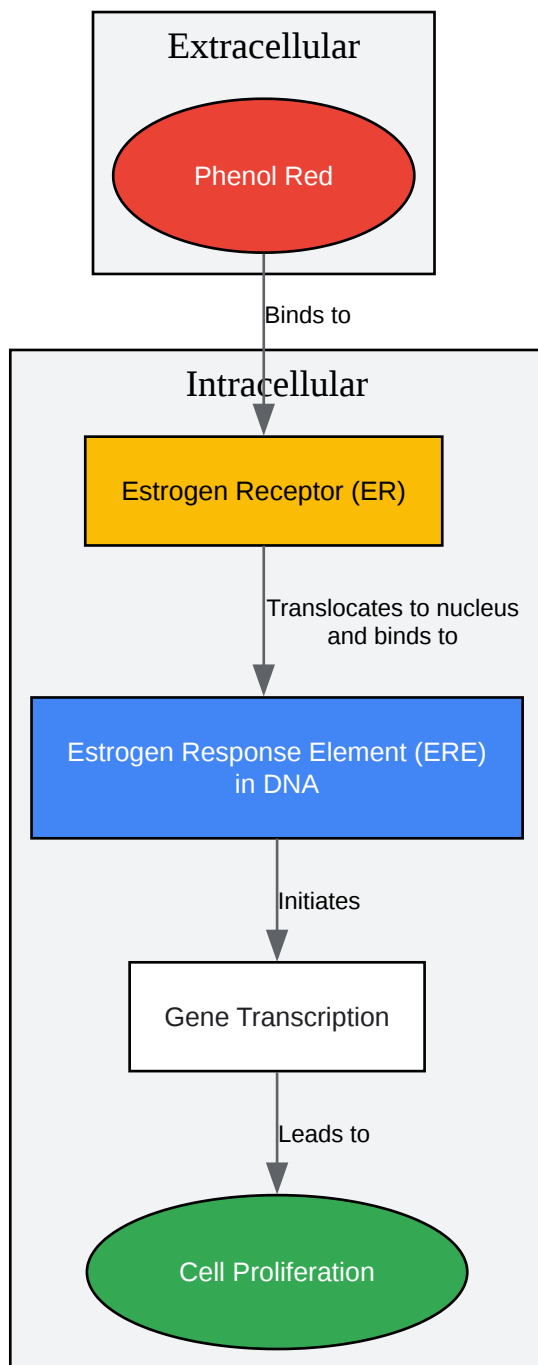 Extracellular
Phenol Red
Binds to
Intracellular
Estrogen Receptor (ER)
Translocates to nucleus
and binds to
Estrogen Response Element (ERE)
in DNA
Initiates
Gene Transcription
Leads to
Cell Proliferation